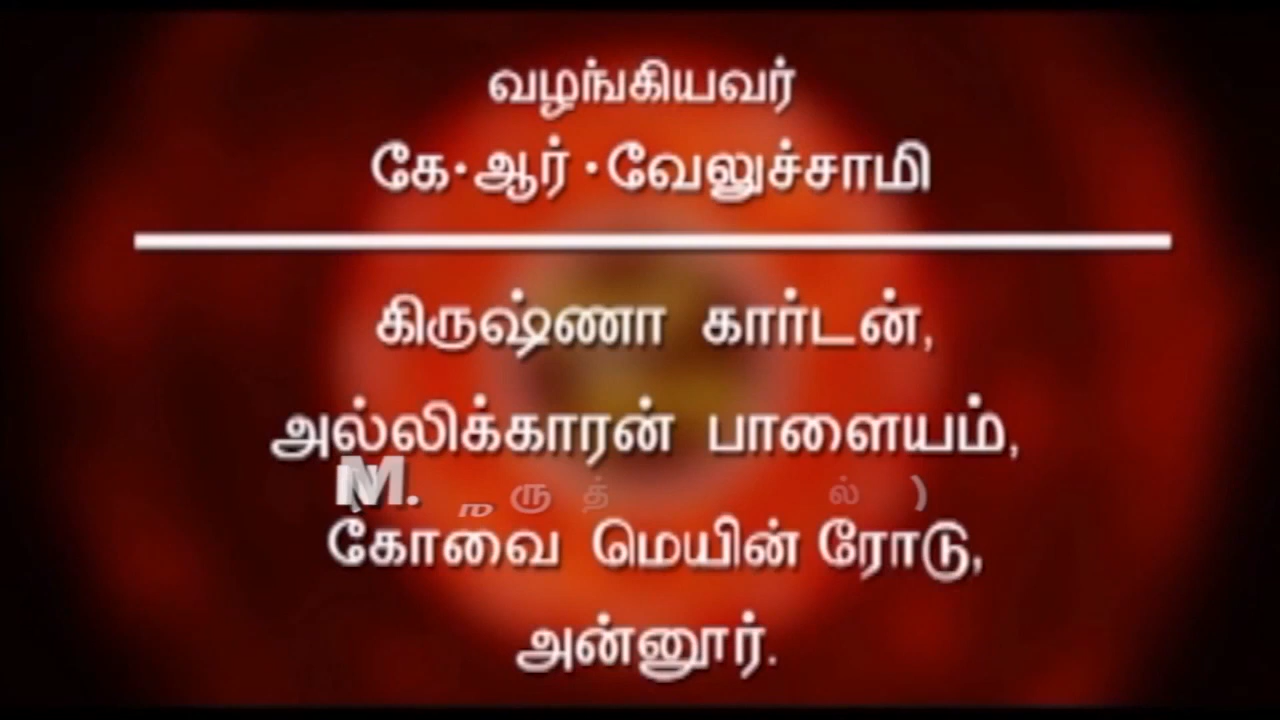 வழங்கியவர்
கே.ஆர்.வேலுச்சாமி
கிருஷ்ணா கார்டன்,
அல்லிக்காரன் பாளையம்,
M.
கோவை மெயின் ரோடு,
அன்னூர்.